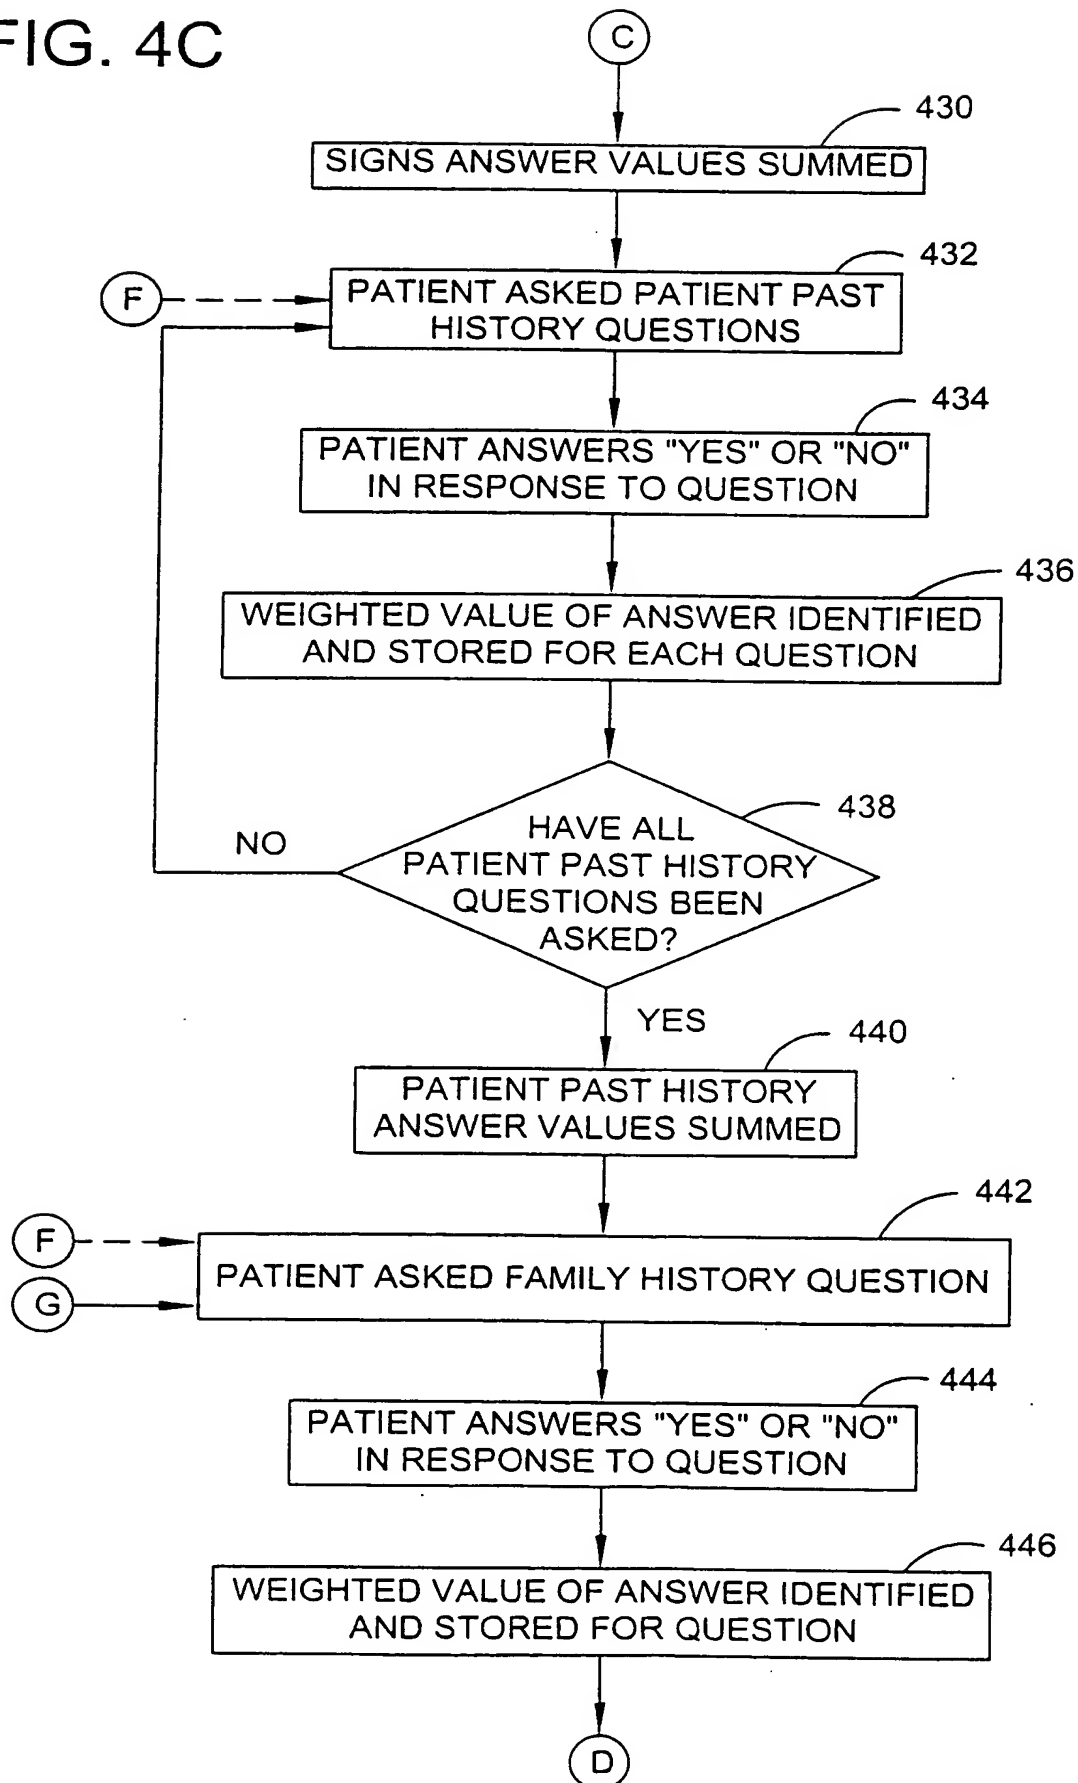 FIG. 4C
C
430
SIGNS ANSWER VALUES SUMMED
432
F
PATIENT ASKED PATIENT PAST
HISTORY QUESTIONS
434
PATIENT ANSWERS "YES" OR "NO"
IN RESPONSE TO QUESTION
436
WEIGHTED VALUE OF ANSWER IDENTIFIED
AND STORED FOR EACH QUESTION
438
NO
HAVE ALL
PATIENT PAST HISTORY
QUESTIONS BEEN
ASKED?
YES
440
PATIENT PAST HISTORY
ANSWER VALUES SUMMED
442
F
G
PATIENT ASKED FAMILY HISTORY QUESTION
444
PATIENT ANSWERS "YES" OR "NO"
IN RESPONSE TO QUESTION
446
WEIGHTED VALUE OF ANSWER IDENTIFIED
AND STORED FOR QUESTION
D